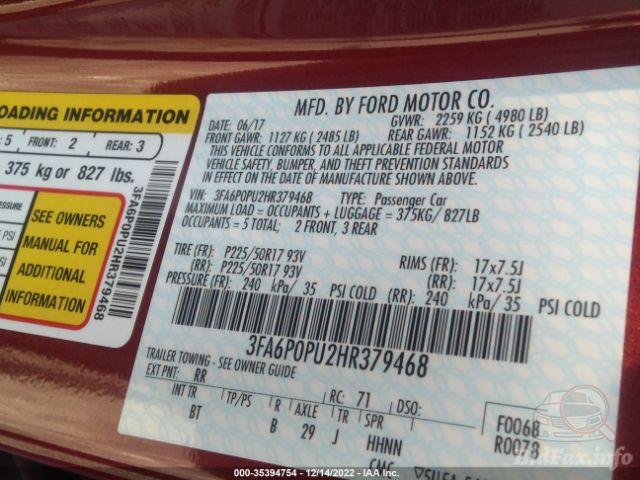 OADING INFORMATION
5 FRONT: 2 REAR: 3
375 kg or 827 lbs.
SEE OWNERS
MANUAL FOR
ADDITIONAL
INFORMATION
PSI
3FA6P0PU2HR379468
MFD. BY FORD MOTOR CO.
DATE: 06/17 GVWR: 2259 KG ( 4980 LB)
FRONT GAWR: 1127 KG ( 2485 LB) REAR GAWR: 1152 KG ( 2540 LB)
THIS VEHICLE CONFORMS TO ALL APPLICABLE FEDERAL MOTOR
VEHICLE SAFETY, BUMPER, AND THEFT PREVENTION STANDARDS
IN EFFECT ON THE DATE OF MANUFACTURE SHOWN ABOVE.
VIN: 3FA6P0PU2HR379468 TYPE: Passenger Car
MAXIMUM LOAD = OCCUPANTS + LUGGAGE = 375KG/ 827LB
OCCUPANTS = 5 TOTAL; 2 FRONT, 3 REAR
TIRE (FR): P225/50R17 93V RIMS (FR): 17x7.5J
(RR): P225/50R17 93V (RR): 17x7.5J
PRESSURE (FR): 240 kPa/ 35 PSI COLD (RR): 240 kPa/ 35 PSI COLD
3FA6P0PU2HR379468
TRAILER TOWING - SEE OWNER GUIDE
EXT PNT: RR RC: 71 DSO:
INT TR TP/PS R AXLE TR SPR
BT B 29 J HHNN
F0068
R0078
000-35394754 - 12/14/2022 - IAA Inc.
BidFax.info